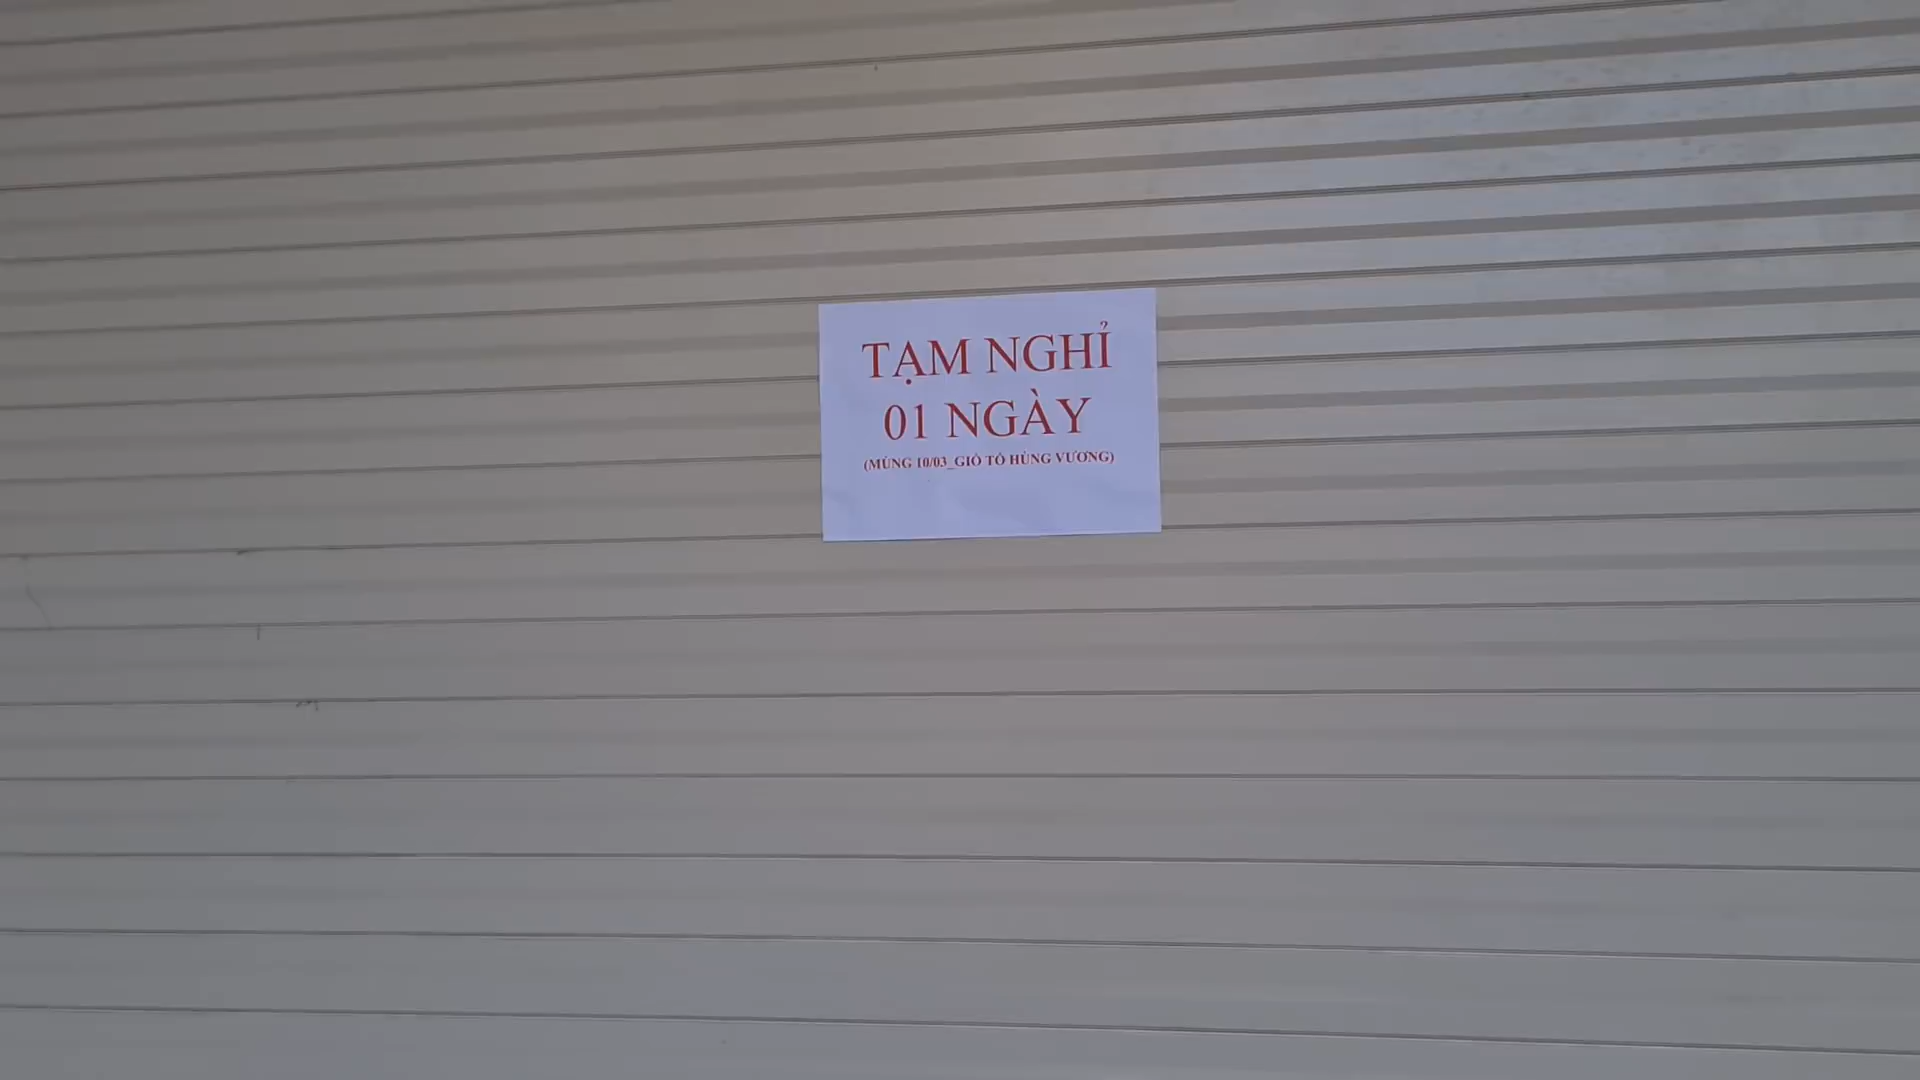 TẠM NGHỈ
01 NGÀY
(MÙNG 10/03_GIỖ TỔ HÙNG VƯƠNG)